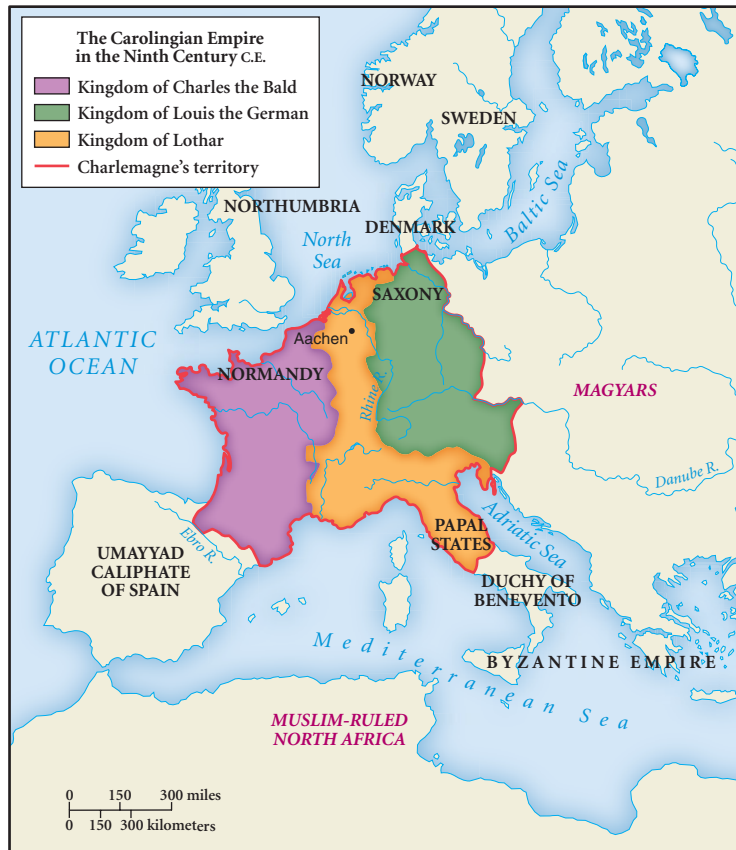 The Carolingian Empire
in the Ninth Century C.E.
Kingdom of Charles the Bald
Kingdom of Louis the German
Kingdom of Lothar
Charlemagne's territory
NORWAY
SWEDEN
Baltic Sea
NORTHUMBRIA
DENMARK
North
Sea
SAXONY
ATLANTIC
OCEAN
Aachen
NORMANDY
Rhine R.
MAGYARS
Danube R.
Adriatic Sea
PAPAL
STATES
Ebro R.
UMAYYAD
CALIPHATE
OF SPAIN
DUCHY OF
BENEVENTO
BYZANTINE EMPIRE
Mediterranean Sea
MUSLIM-RULED
NORTH AFRICA
0 150 300 miles
0 150 300 kilometers